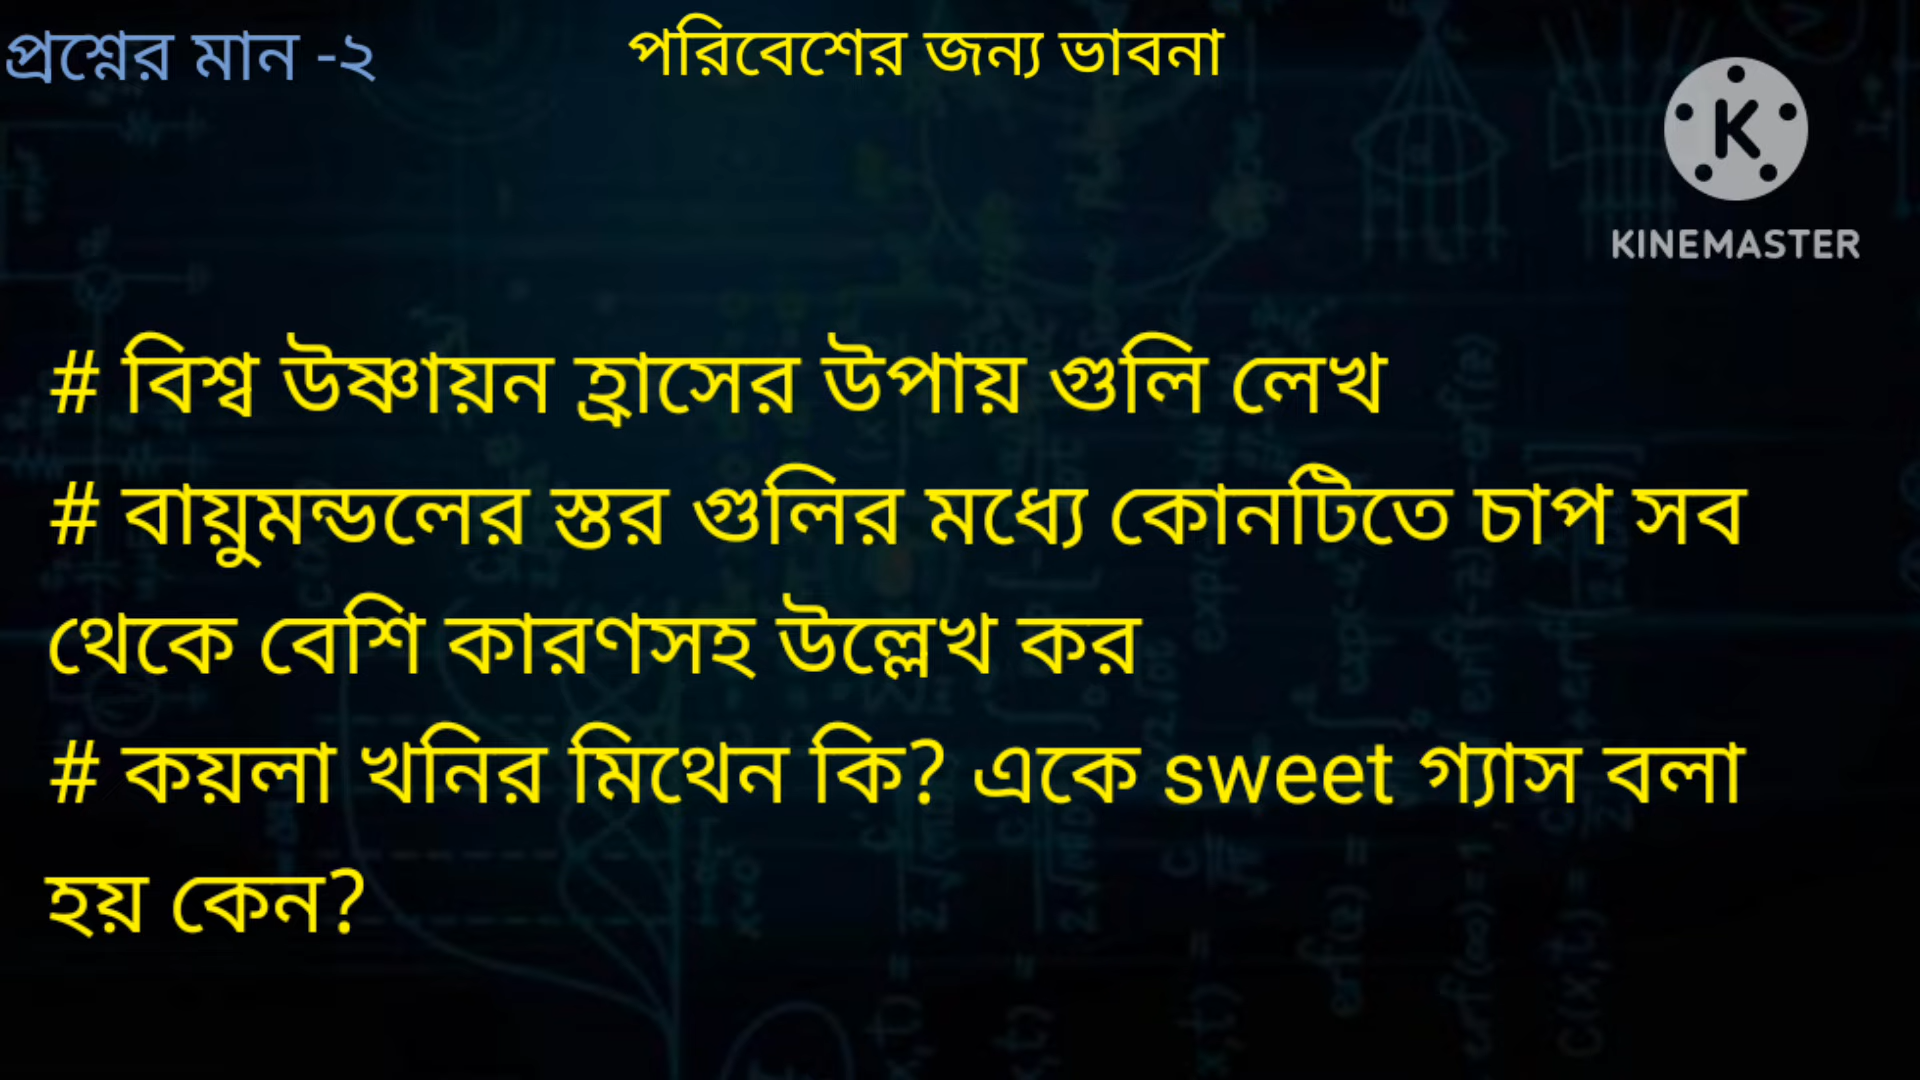 প্রশ্নের মান -২
পরিবেশের জন্য ভাবনা
KINEMASTER
# বিশ্ব উষ্ণায়ন হ্রাসের উপায় গুলি লেখ
# বায়ুমন্ডলের স্তর গুলির মধ্যে কোনটিতে চাপ সব
থেকে বেশি কারণসহ উল্লেখ কর
# কয়লা খনির মিথেন কি? একে sweet গ্যাস বলা
হয় কেন?